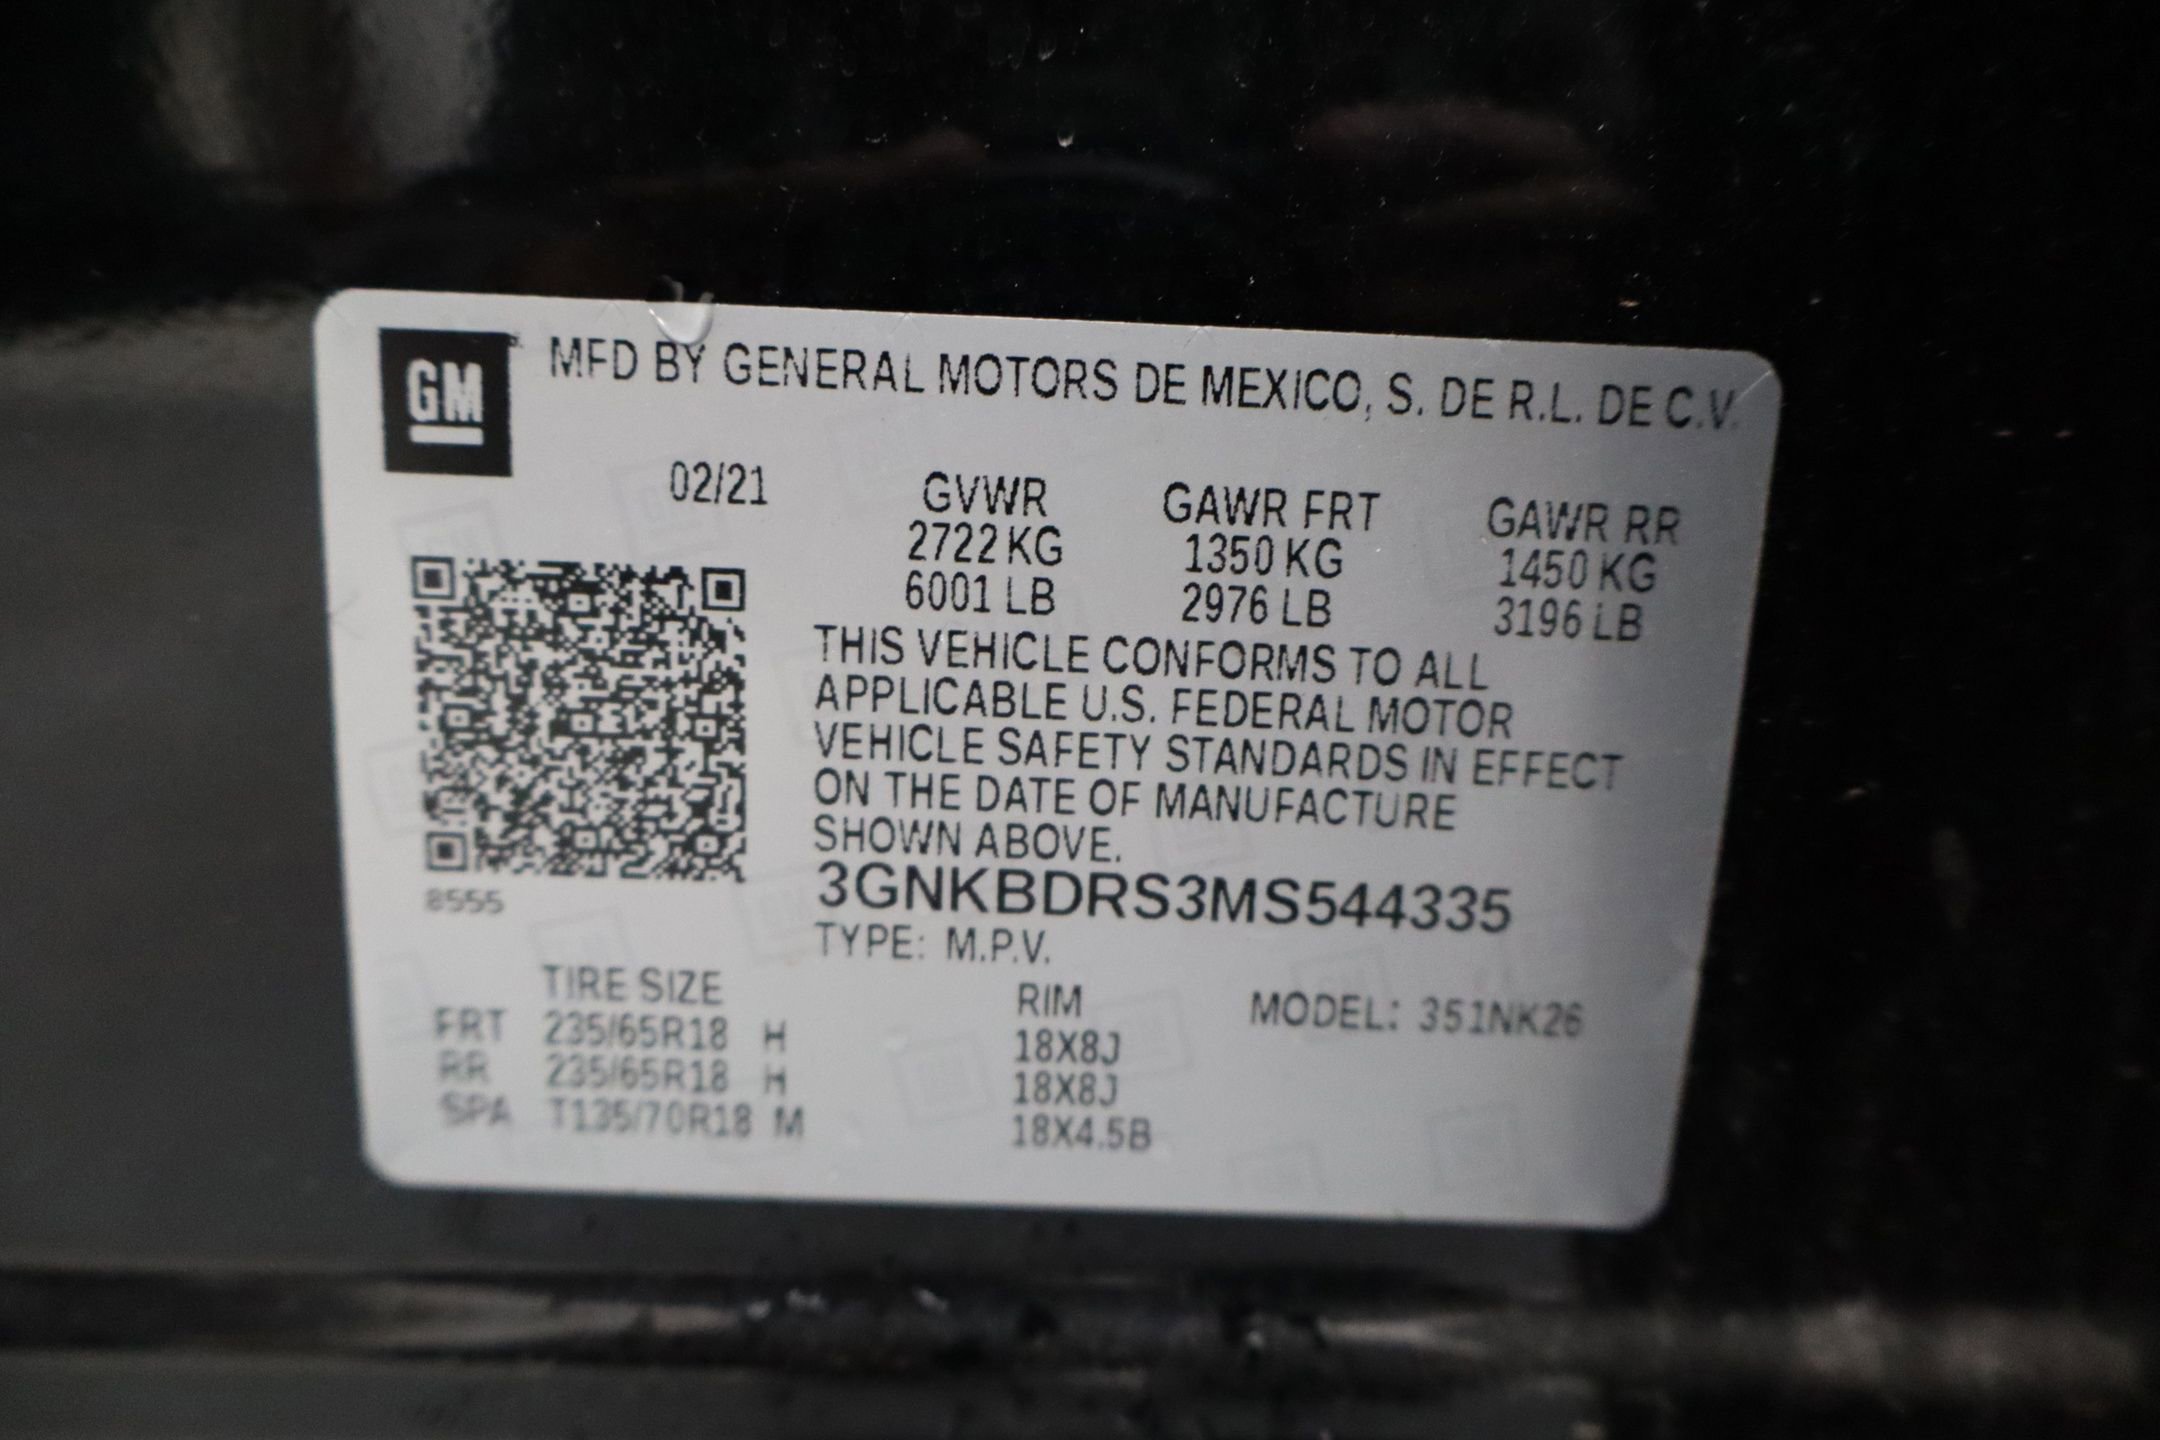 GM
MFD BY GENERAL MOTORS DE MEXICO, S. DE R.L. DE C.V.
02/21 GVWR GAWR FRT GAWR RR
2722 KG 1350 KG 1450 KG
6001 LB 2976 LB 3196 LB
THIS VEHICLE CONFORMS TO ALL
APPLICABLE U.S. FEDERAL MOTOR
VEHICLE SAFETY STANDARDS IN EFFECT
ON THE DATE OF MANUFACTURE
SHOWN ABOVE.
8555
3GNKBDRS3MS544335
TYPE: M.P.V.
TIRE SIZE RIM MODEL: 351NK26
FRT 235/65R18 H 18X8J
RR 235/65R18 H 18X8J
SPA T135/70R18 M 18X4.5B